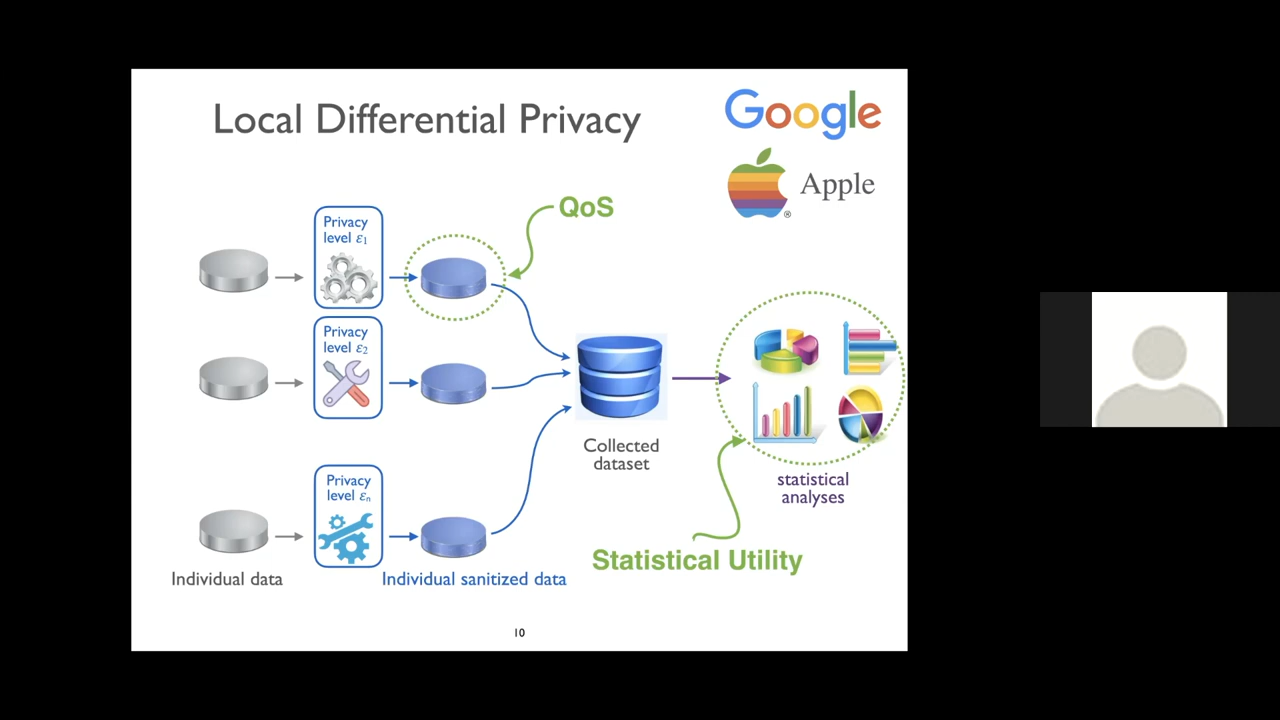 Local Differential Privacy
Google
Apple
®
QoS
Privacy
level ε₁
Privacy
level ε₂
Privacy
level εₙ
Collected
dataset
statistical
analyses
Statistical Utility
Individual data
Individual sanitized data
10